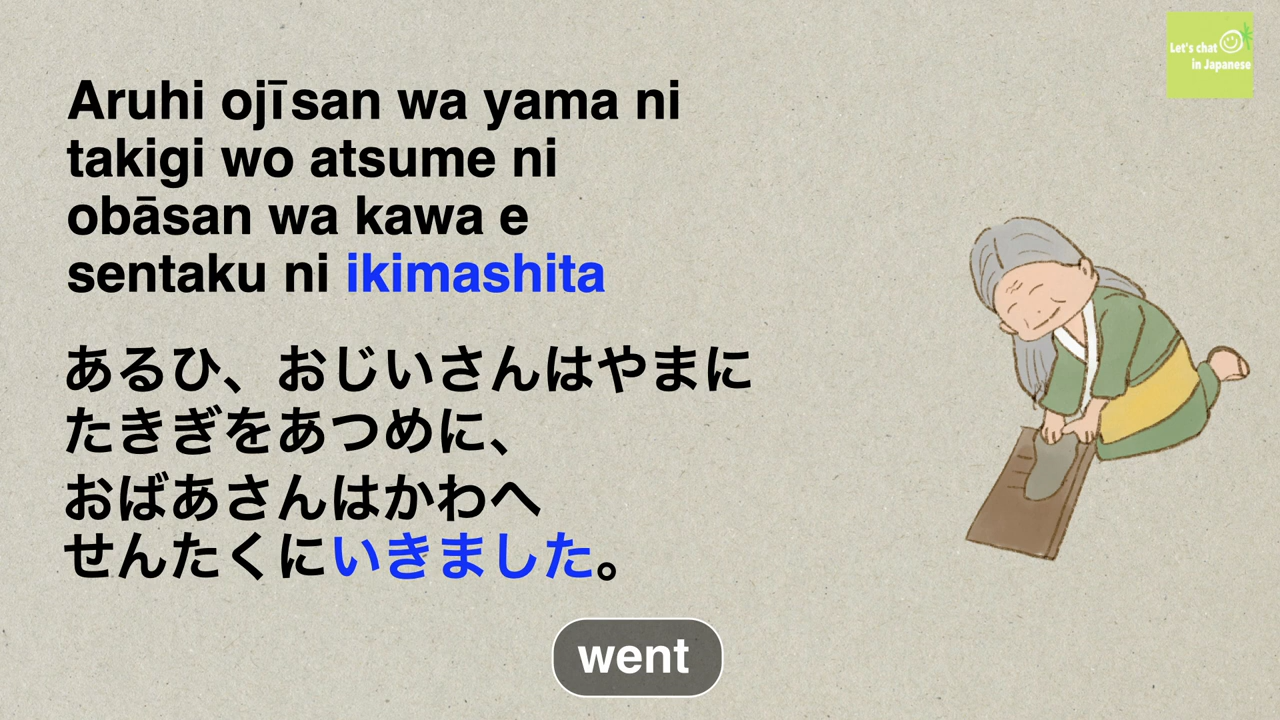 Let's chat
in Japanese
Aruhi ojīsan wa yama ni
takigi wo atsume ni
obāsan wa kawa e
sentaku ni ikimashita
あるひ、おじいさんはやまに
たきぎをあつめに、
おばあさんはかわへ
せんたくにいきました。
went